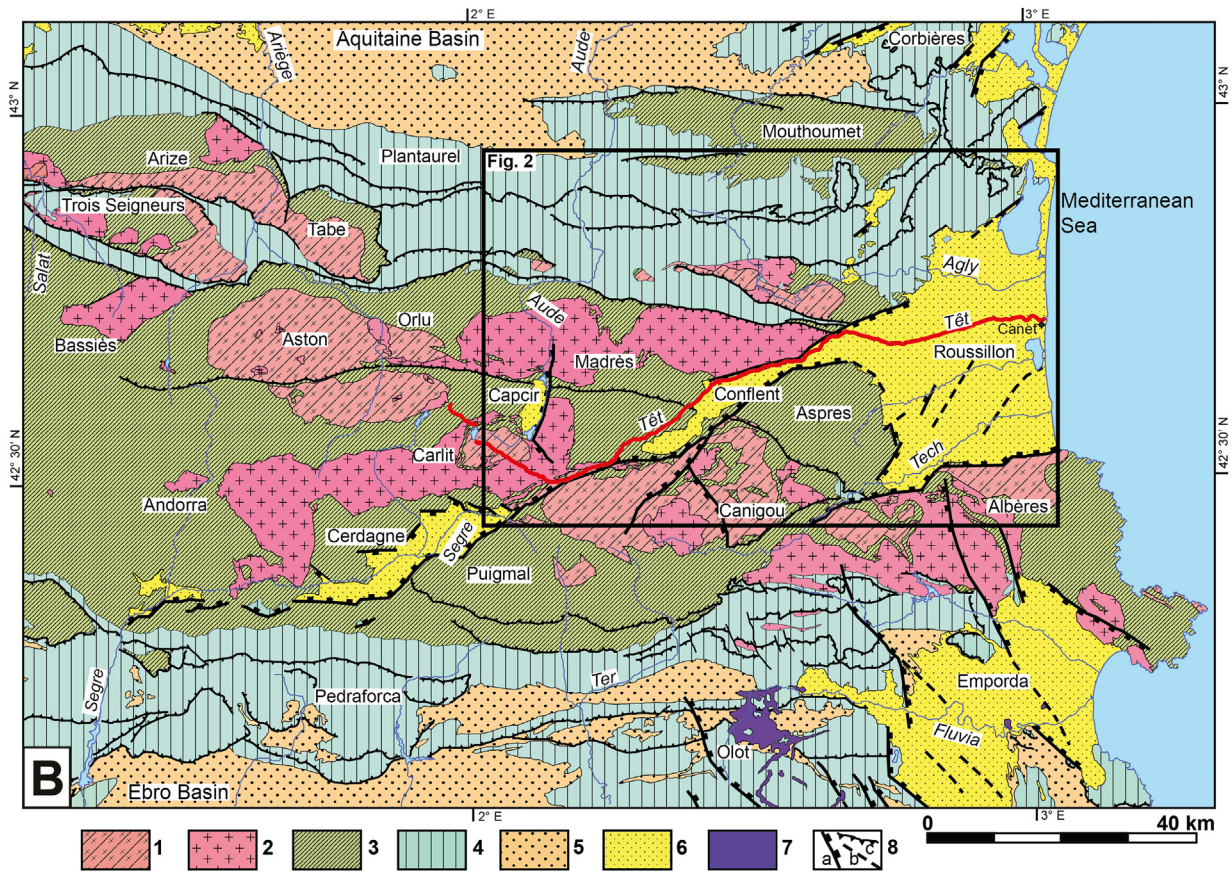 2° E
3° E
Aquitaine Basin
Ariège
Aude
Corbières
43° N
43° N
Mouthoumet
Arize
Plantaurel
Fig. 2
Trois Seigneurs
Tabe
Mediterranean
Sea
Salat
Agly
Orlu
Aude
Têt
Canet
Bassiès
Aston
Madrès
Roussillon
Capcir
Conflent
Têt
Aspres
Carlit
Tech
42° 30' N
42° 30' N
Andorra
Canigou
Albères
Cerdagne
Segre
Puigmal
Segre
Ter
Pedraforca
Emporda
Fluvia
Olot
B
Ebro Basin
2° E
3° E
1
2
3
4
5
6
7
a
b
c
8
0
40 km